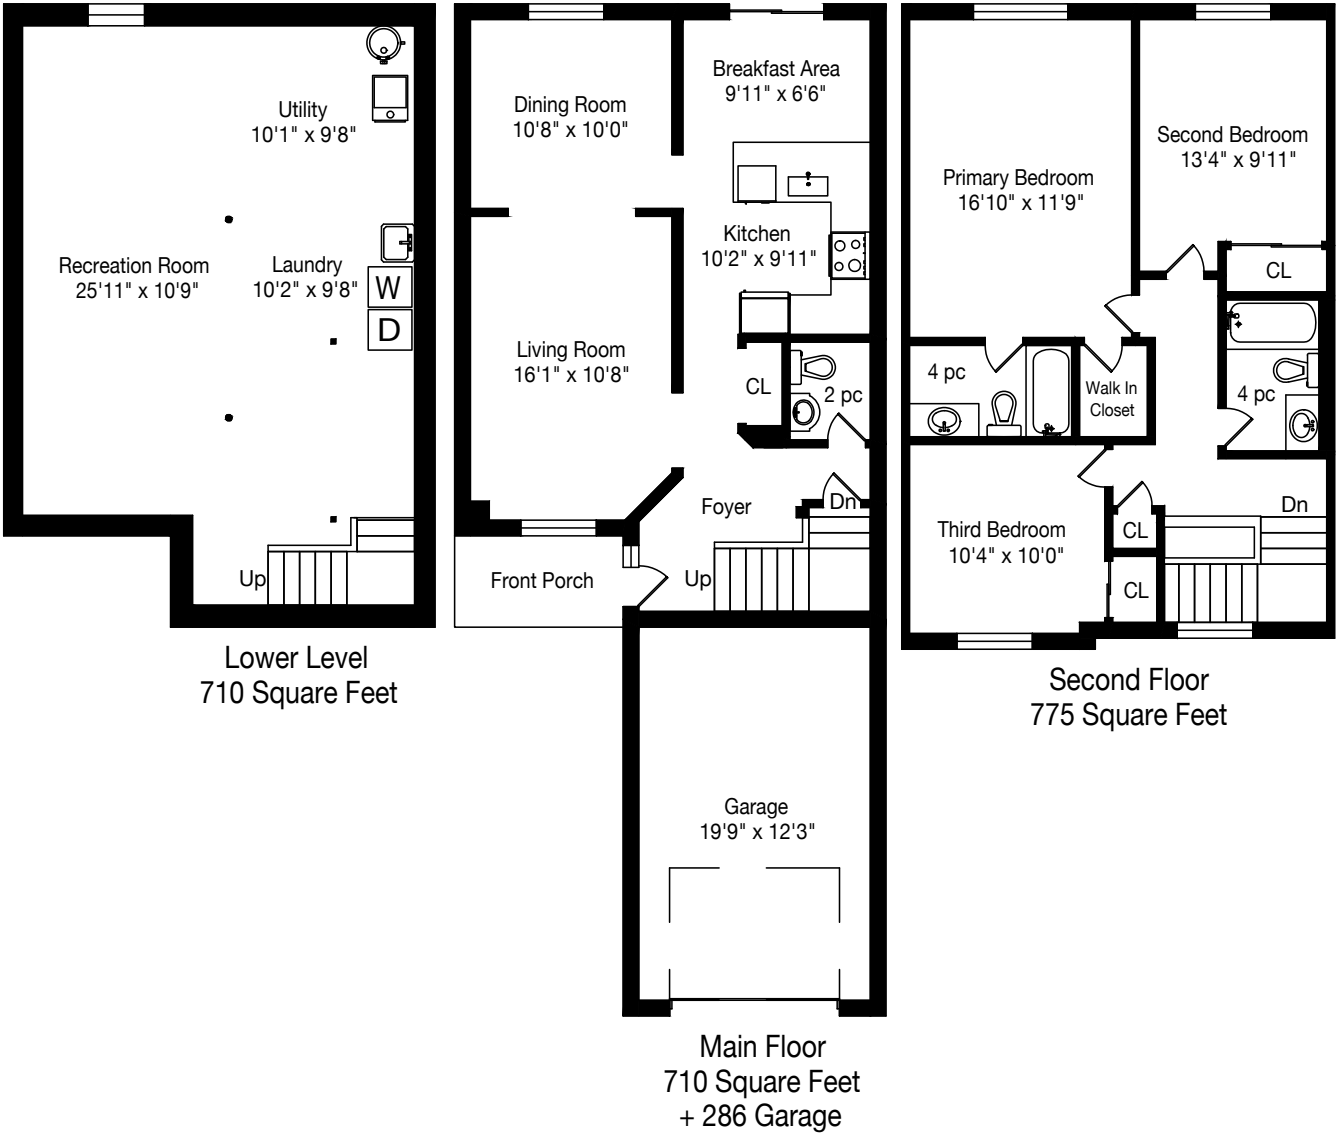 Utility
10'1" x 9'8"
Recreation Room
25'11" x 10'9"
Laundry
10'2" x 9'8"
W
D
Up
Lower Level
710 Square Feet
Dining Room
10'8" x 10'0"
Breakfast Area
9'11" x 6'6"
Kitchen
10'2" x 9'11"
Living Room
16'1" x 10'8"
CL
2 pc
Foyer
Dn
Up
Front Porch
Garage
19'9" x 12'3"
Main Floor
710 Square Feet
+ 286 Garage
Primary Bedroom
16'10" x 11'9"
Second Bedroom
13'4" x 9'11"
CL
4 pc
Walk In
Closet
4 pc
Third Bedroom
10'4" x 10'0"
CL
CL
Dn
Second Floor
775 Square Feet